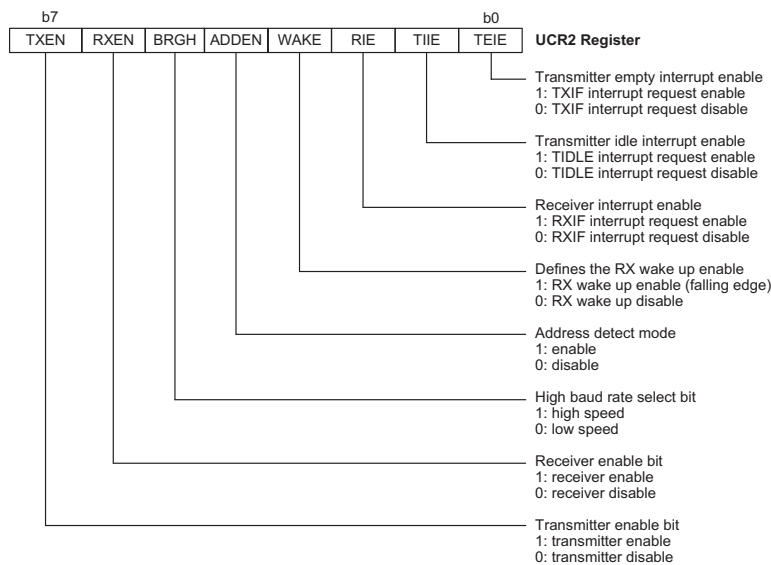 b7 b0
TXEN RXEN BRGH ADDEN WAKE RIE TIIE TEIE UCR2 Register
Transmitter empty interrupt enable
1: TXIF interrupt request enable
0: TXIF interrupt request disable
Transmitter idle interrupt enable
1: TIDLE interrupt request enable
0: TIDLE interrupt request disable
Receiver interrupt enable
1: RXIF interrupt request enable
0: RXIF interrupt request disable
Defines the RX wake up enable
1: RX wake up enable (falling edge)
0: RX wake up disable
Address detect mode
1: enable
0: disable
High baud rate select bit
1: high speed
0: low speed
Receiver enable bit
1: receiver enable
0: receiver disable
Transmitter enable bit
1: transmitter enable
0: transmitter disable